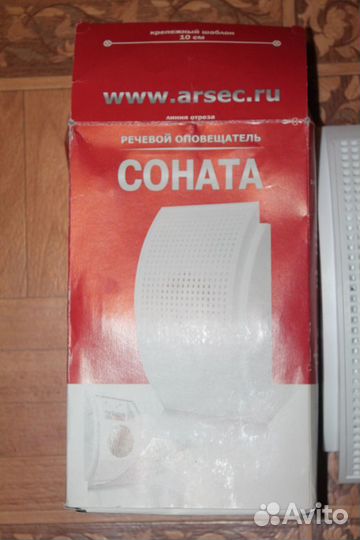 крепежный шаблон
10 см
www.arsec.ru
линия отреза
РЕЧЕВОЙ ОПОВЕЩАТЕЛЬ
СОНАТА
Avito